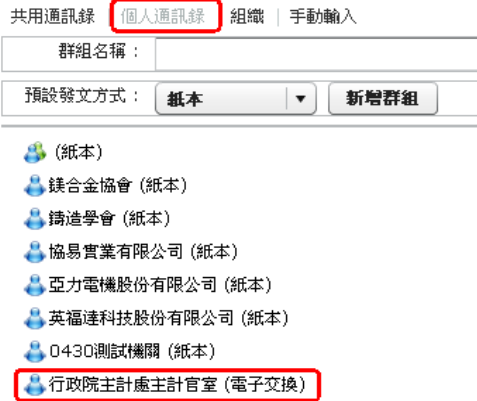 共用通訊錄 | 個人通訊錄 | 組織 | 手動輸入
群組名稱：
預設發文方式： 紙本 ▼ 新增群組
(紙本)
鎂合金協會 (紙本)
鑄造學會 (紙本)
協易實業有限公司 (紙本)
亞力電機股份有限公司 (紙本)
英福達科技股份有限公司 (紙本)
0430測試機關 (紙本)
行政院主計處主計官室 (電子交換)